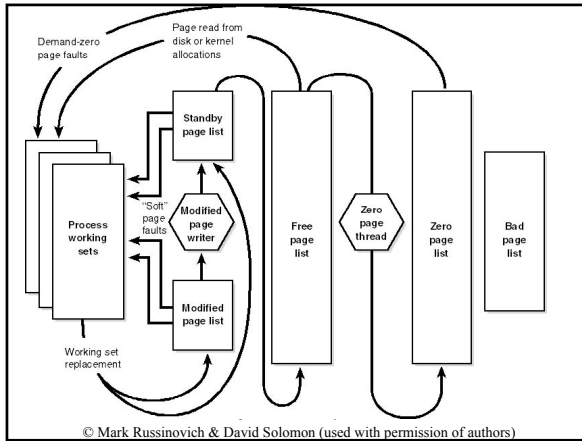 Demand-zero
page faults
Page read from
disk or kernel
allocations
Standby
page list
"Soft"
page
faults
Process
working
sets
Modified
page
writer
Free
page
list
Zero
page
thread
Zero
page
list
Bad
page
list
Modified
page list
Working set
replacement
© Mark Russinovich & David Solomon (used with permission of authors)